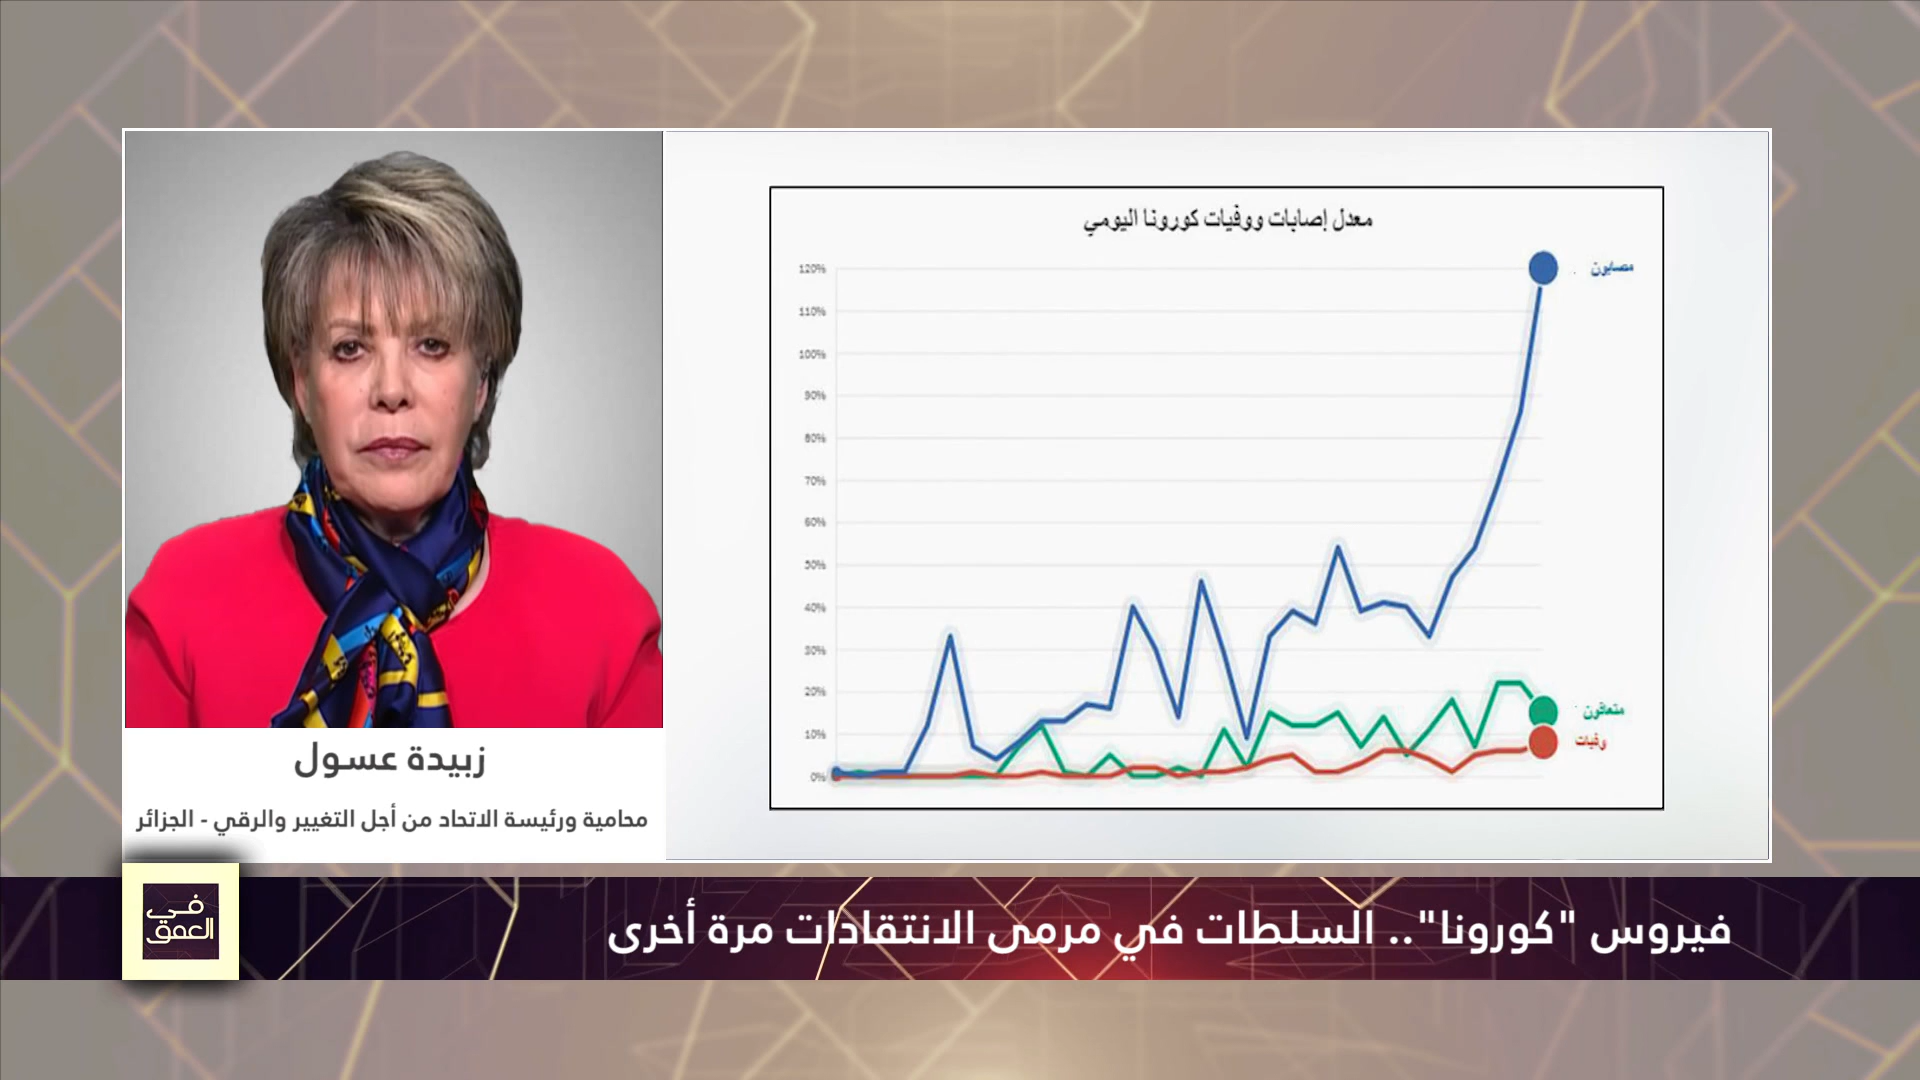 معدل إصابات ووفيات كورونا اليومي
120%
مصابون
110%
100%
90%
80%
70%
60%
50%
40%
30%
20%
متعافون
10%
وفيات
0%
زبيدة عسول
محامية ورئيسة الاتحاد من أجل التغيير والرقي - الجزائر
في
العمق
فيروس "كورونا".. السلطات في مرمى الانتقادات مرة أخرى